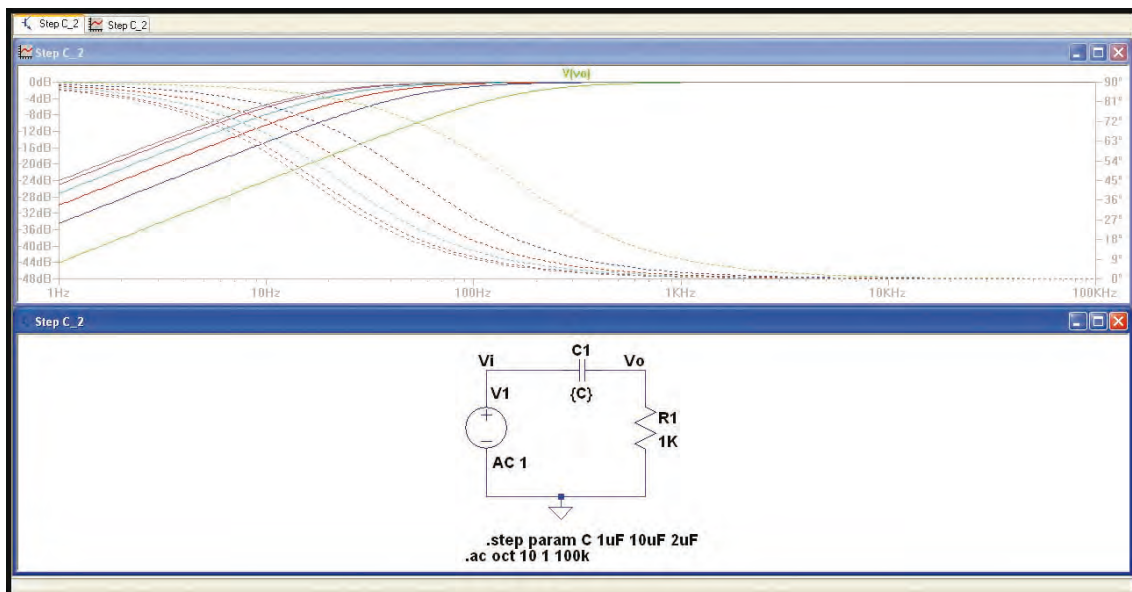 Step C_2 Step C_2
Step C_2
V(vo)
0dB 90°
-4dB 81°
-8dB 72°
-12dB
-16dB 63°
-20dB 54°
-24dB 45°
-28dB 36°
-32dB
-36dB 27°
-40dB 18°
-44dB 9°
-48dB 0°
1Hz 10Hz 100Hz 1KHz 10KHz 100KHz
Step C_2
Vi C1 Vo
V1 {C}
R1
1K
AC 1
.step param C 1uF 10uF 2uF
.ac oct 10 1 100k